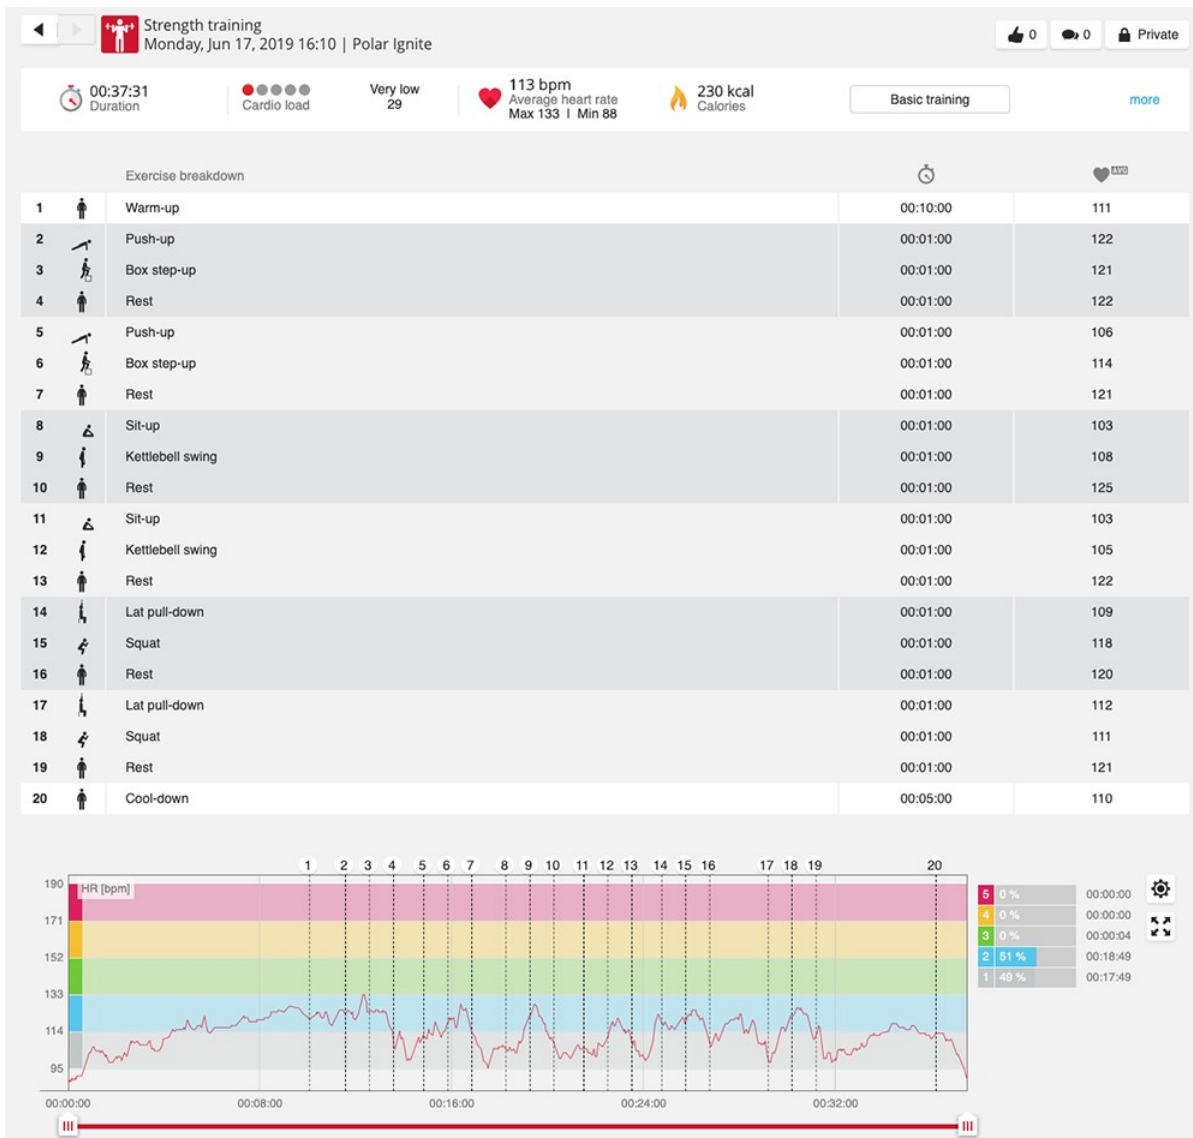 Strength training
Monday, Jun 17, 2019 16:10 | Polar Ignite
0 0 Private
00:37:31
Duration
Cardio load
Very low
29
113 bpm
Average heart rate
Max 133 | Min 88
230 kcal
Calories
Basic training
more
Exercise breakdown AVG
1 Warm-up 00:10:00 111
2 Push-up 00:01:00 122
3 Box step-up 00:01:00 121
4 Rest 00:01:00 122
5 Push-up 00:01:00 106
6 Box step-up 00:01:00 114
7 Rest 00:01:00 121
8 Sit-up 00:01:00 103
9 Kettlebell swing 00:01:00 108
10 Rest 00:01:00 125
11 Sit-up 00:01:00 103
12 Kettlebell swing 00:01:00 105
13 Rest 00:01:00 122
14 Lat pull-down 00:01:00 109
15 Squat 00:01:00 118
16 Rest 00:01:00 120
17 Lat pull-down 00:01:00 112
18 Squat 00:01:00 111
19 Rest 00:01:00 121
20 Cool-down 00:05:00 110
1 2 3 4 5 6 7 8 9 10 11 12 13 14 15 16 17 18 19 20
HR [bpm]
190
171
152
133
114
95
00:00:00 00:08:00 00:16:00 00:24:00 00:32:00
5 0 % 00:00:00
4 0 % 00:00:00
3 0 % 00:00:04
2 51 % 00:18:49
1 49 % 00:17:49